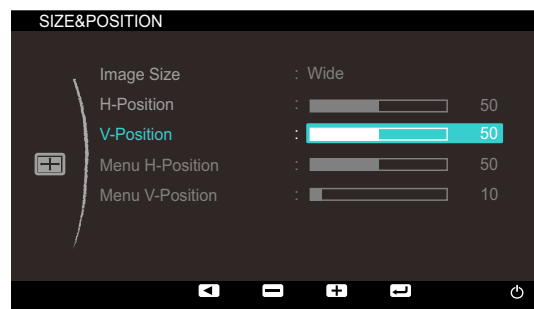 SIZE&POSITION
Image Size : Wide
H-Position : 50
V-Position : 50
Menu H-Position : 50
Menu V-Position : 10